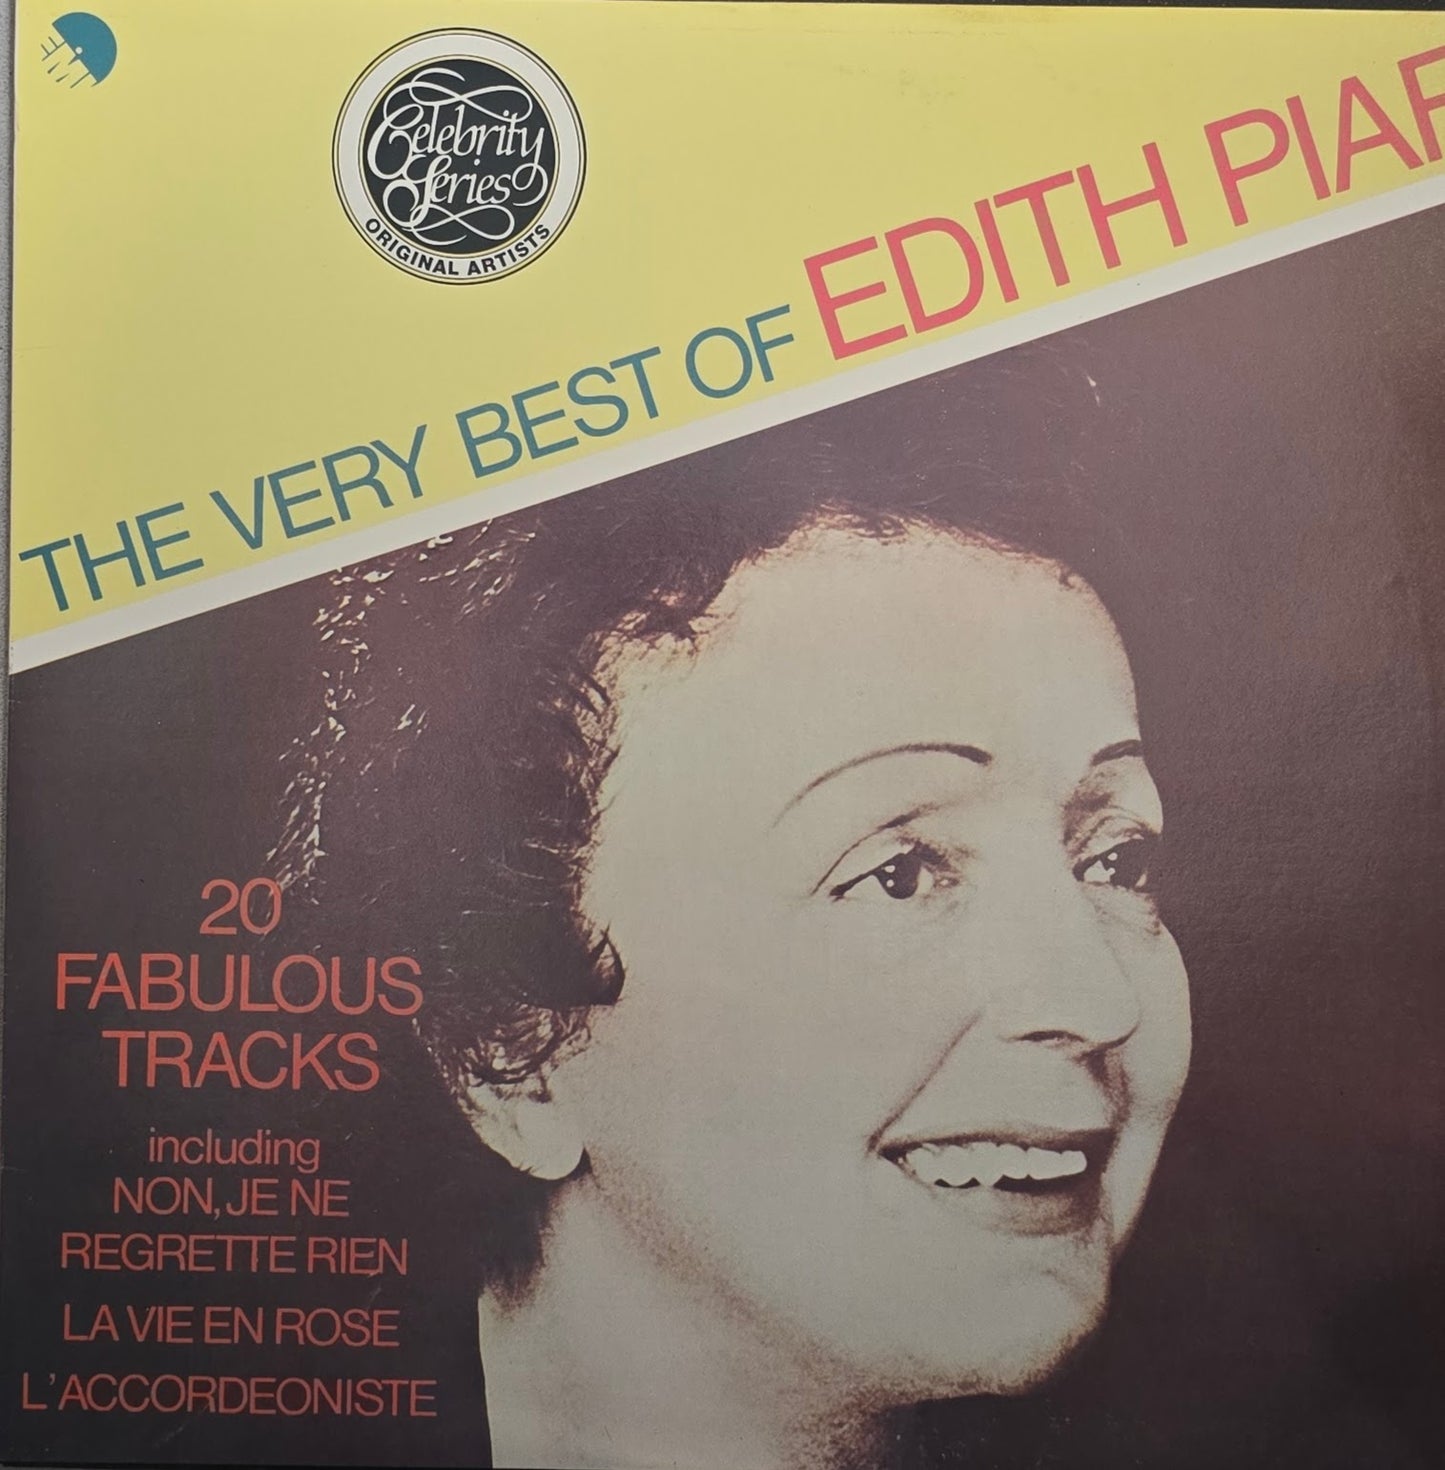 EMI
Celebrity
Series
ORIGINAL ARTISTS
THE VERY BEST OF EDITH PIAF
20
FABULOUS
TRACKS
including
NON, JE NE
REGRETTE RIEN
LA VIE EN ROSE
L'ACCORDEONISTE